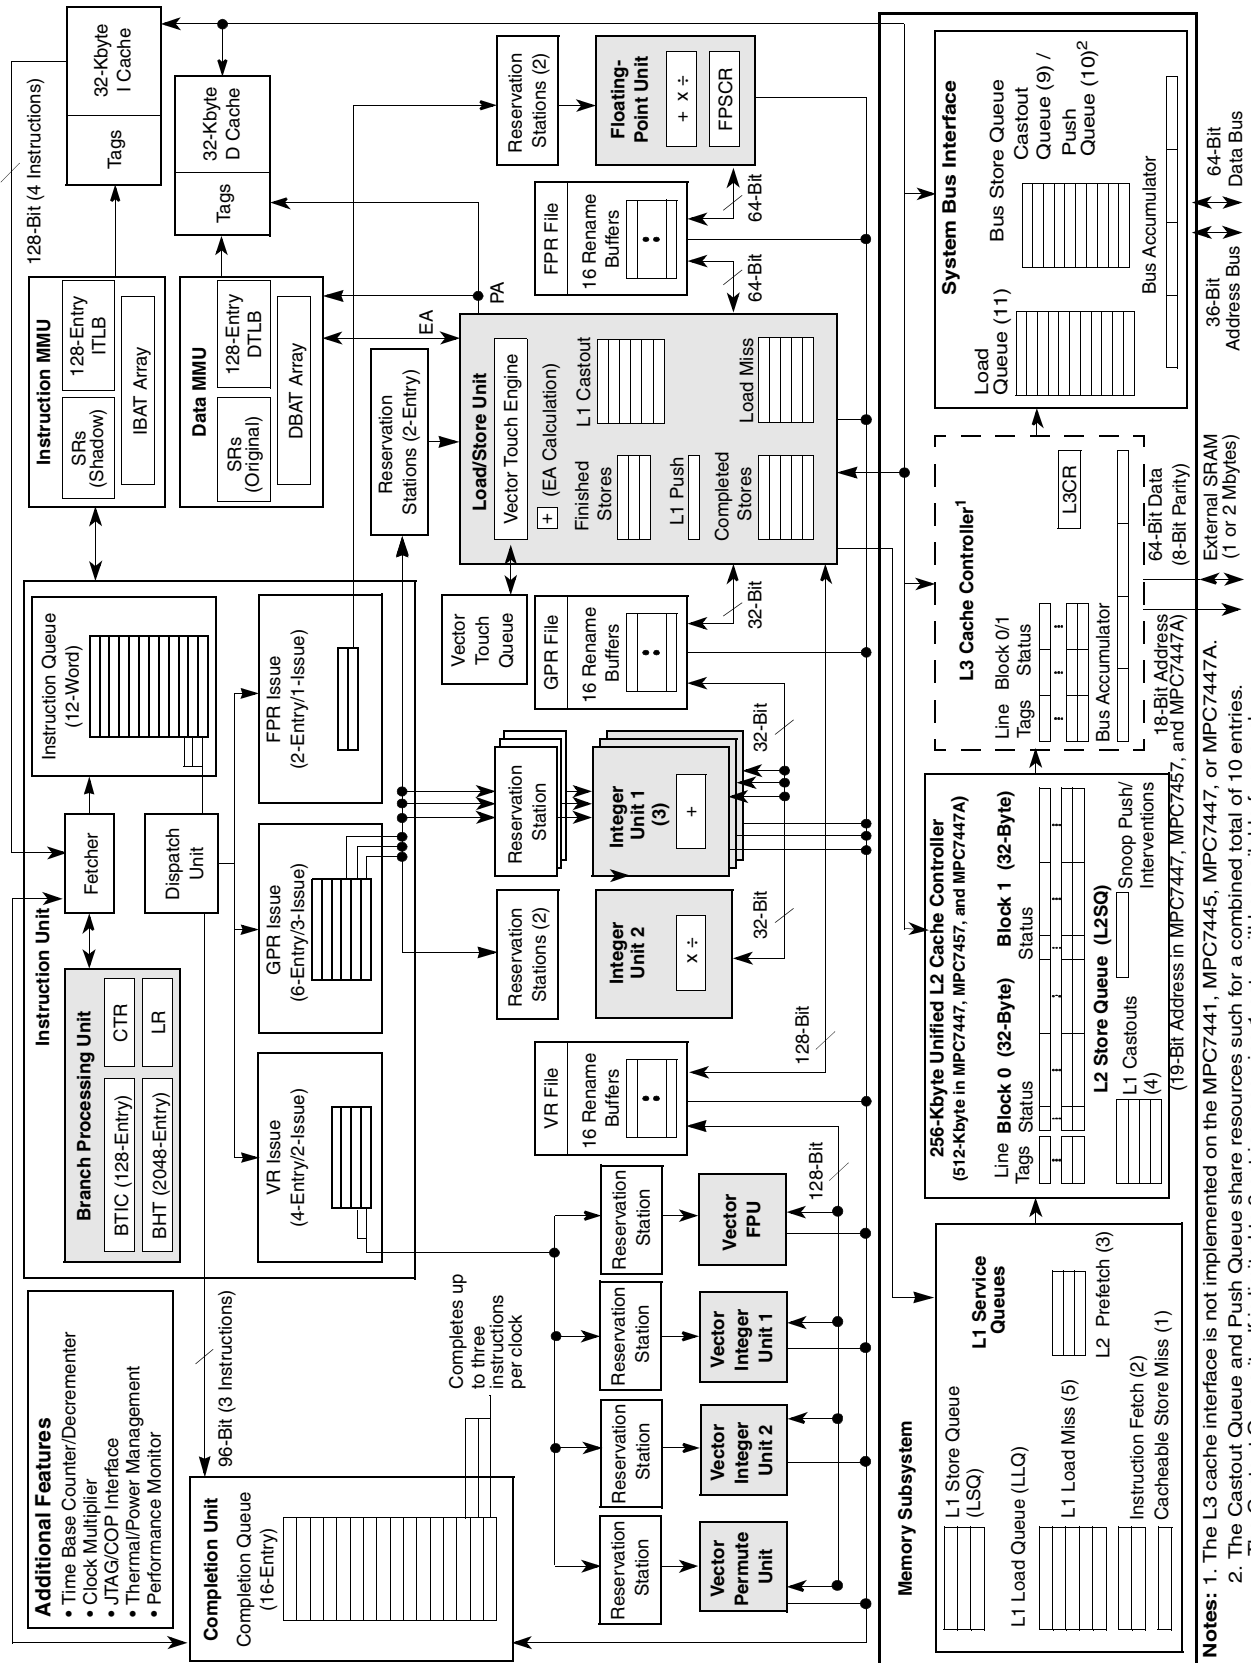 Additional Features
• Time Base Counter/Decrementer
• Clock Multiplier
• JTAG/COP Interface
• Thermal/Power Management
• Performance Monitor
Instruction Unit
Branch Processing Unit
BTIC (128-Entry)
CTR
BHT (2048-Entry)
LR
Fetcher
Instruction Queue
(12-Word)
Dispatch
Unit
VR Issue
(4-Entry/2-Issue)
GPR Issue
(6-Entry/3-Issue)
FPR Issue
(2-Entry/1-Issue)
96-Bit (3 Instructions)
128-Bit (4 Instructions)
Instruction MMU
SRs
(Shadow)
128-Entry
ITLB
IBAT Array
Data MMU
SRs
(Original)
128-Entry
DTLB
DBAT Array
Tags
32-Kbyte
I Cache
Tags
32-Kbyte
D Cache
EA
PA
Completion Unit
Completion Queue
(16-Entry)
Completes up
to three
instructions
per clock
Reservation
Stations (2-Entry)
Reservation
Stations (2)
Vector
Touch
Queue
Load/Store Unit
Vector Touch Engine
+
(EA Calculation)
Finished
Stores
L1 Castout
L1 Push
Completed
Stores
Load Miss
Reservation
Station
Reservation
Station
Reservation
Station
Reservation
Station
Vector
Permute
Unit
Vector
Integer
Unit 2
Vector
Integer
Unit 1
Vector
FPU
VR File
16 Rename
Buffers
Reservation
Stations (2)
Integer
Unit 2
x ÷
Reservation
Station
Integer
Unit 1
(3)
+
GPR File
16 Rename
Buffers
FPR File
16 Rename
Buffers
Floating-
Point Unit
+ x ÷
FPSCR
128-Bit
128-Bit
32-Bit
32-Bit
32-Bit
64-Bit
64-Bit
Memory Subsystem
L1 Service
Queues
L1 Store Queue
(LSQ)
L1 Load Queue (LLQ)
L1 Load Miss (5)
L2 Prefetch (3)
Instruction Fetch (2)
Cacheable Store Miss (1)
256-Kbyte Unified L2 Cache Controller
(512-Kbyte in MPC7447, MPC7457, and MPC7447A)
Line
Tags
Block 0 (32-Byte)
Status
Block 1 (32-Byte)
Status
L2 Store Queue (L2SQ)
L1 Castouts
(4)
Snoop Push/
Interventions
L3 Cache Controller1
Line
Tags
Block 0/1
Status
L3CR
Bus Accumulator
System Bus Interface
Load
Queue (11)
Bus Store Queue
Castout
Queue (9) /
Push
Queue (10)2
Bus Accumulator
18-Bit Address
(19-Bit Address in MPC7447, MPC7457, and MPC7447A)
64-Bit Data
(8-Bit Parity)
External SRAM
(1 or 2 Mbytes)
36-Bit
Address Bus
64-Bit
Data Bus
Notes: 1. The L3 cache interface is not implemented on the MPC7441, MPC7445, MPC7447, or MPC7447A.
2. The Castout Queue and Push Queue share resources such for a combined total of 10 entries.